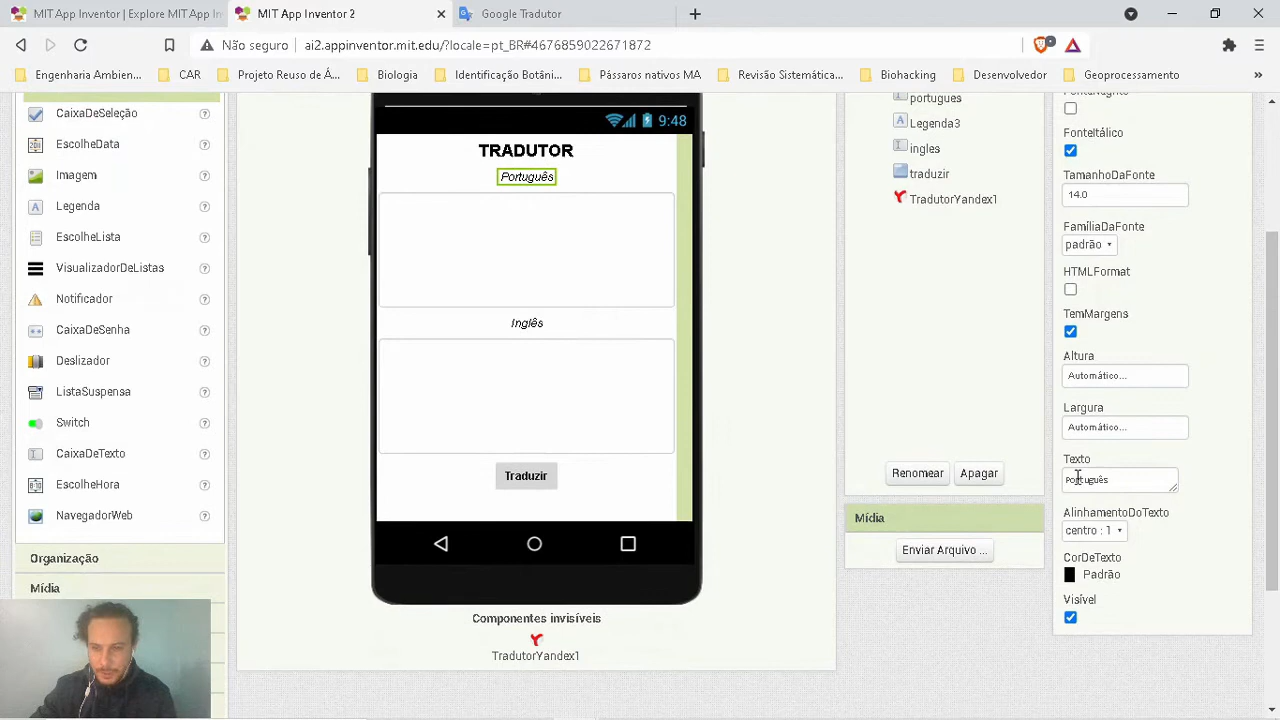 MIT App Inventor | Explore MIT App In
MIT App Inventor 2
Google Tradutor
Não seguro
ai2.appinventor.mit.edu/?locale=pt_BR#4676859022671872
Engenharia Ambien...
CAR
Projeto Reuso de Á...
Biologia
Identificação Botâni...
Pássaros nativos MA
Revisão Sistemática...
Biohacking
Desenvolvedor
Geoprocessamento
»
CaixaDeSeleção
EscolheData
Imagem
Legenda
EscolheLista
VisualizadorDeListas
Notificador
CaixaDeSenha
Deslizador
ListaSuspensa
Switch
CaixaDeTexto
EscolheHora
NavegadorWeb
Organização
Mídia
9:48
TRADUTOR
Português
Inglês
Traduzir
Componentes invisíveis
TradutorYandex1
portugues
Legenda3
ingles
traduzir
TradutorYandex1
Renomear
Apagar
Mídia
Enviar Arquivo ...
FonteNegrito
FonteItálico
TamanhoDaFonte
14.0
FamíliaDaFonte
padrão
HTMLFormat
TemMargens
Altura
Automático...
Largura
Automático...
Texto
Português
AlinhamentoDoTexto
centro : 1
CorDeTexto
Padrão
Visível